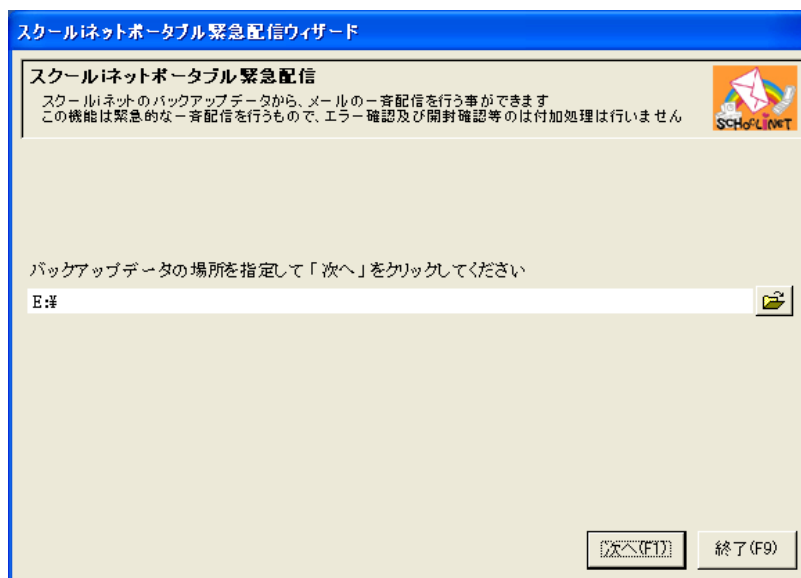 スクールiネットポータブル緊急配信ウィザード
スクールiネットポータブル緊急配信
スクールiネットのバックアップデータから、メールの一斉配信を行う事ができます
この機能は緊急的な一斉配信を行うもので、エラー確認及び開封確認等のは付加処理は行いません
SCHOOLiNET
バックアップデータの場所を指定して「次へ」をクリックしてください
E:¥
次へ(F1) 終了(F9)